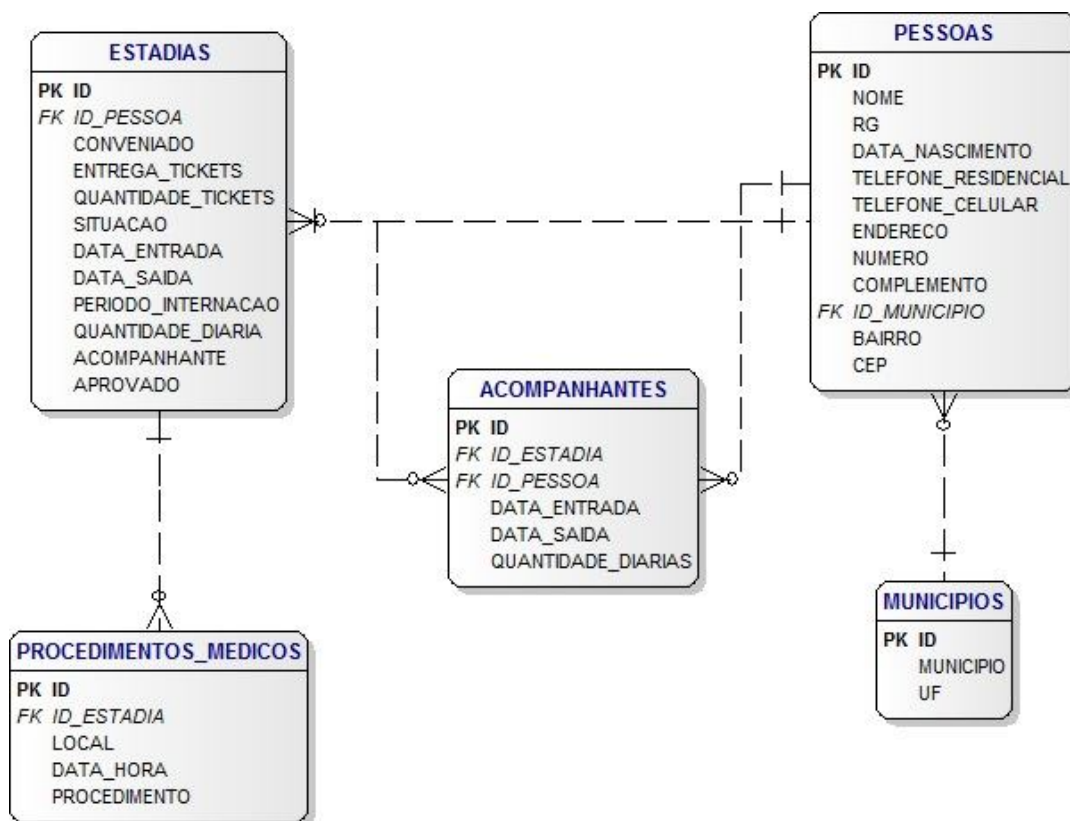 ESTADIAS
PK ID
FK ID_PESSOA
CONVENIADO
ENTREGA_TICKETS
QUANTIDADE_TICKETS
SITUACAO
DATA_ENTRADA
DATA_SAIDA
PERIODO_INTERNACAO
QUANTIDADE_DIARIA
ACOMPANHANTE
APROVADO
PESSOAS
PK ID
NOME
RG
DATA_NASCIMENTO
TELEFONE_RESIDENCIAL
TELEFONE_CELULAR
ENDERECO
NUMERO
COMPLEMENTO
FK ID_MUNICIPIO
BAIRRO
CEP
ACOMPANHANTES
PK ID
FK ID_ESTADIA
FK ID_PESSOA
DATA_ENTRADA
DATA_SAIDA
QUANTIDADE_DIARIAS
PROCEDIMENTOS_MEDICOS
PK ID
FK ID_ESTADIA
LOCAL
DATA_HORA
PROCEDIMENTO
MUNICIPIOS
PK ID
MUNICIPIO
UF